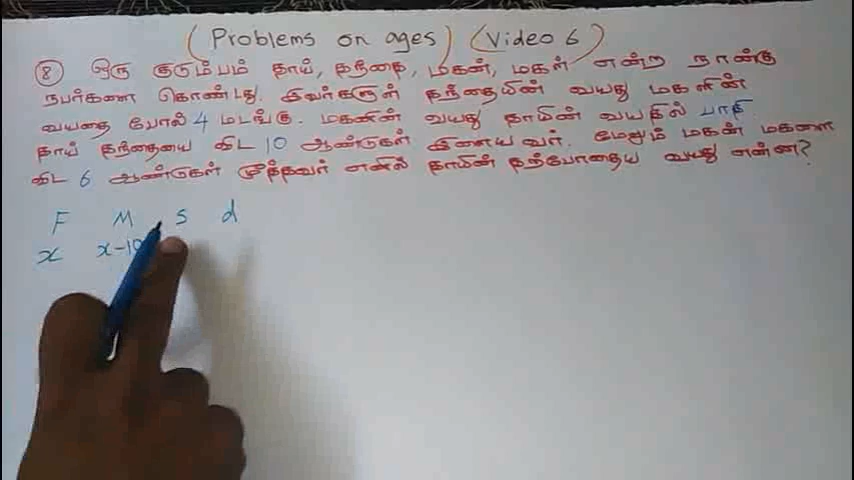 (Problems on ages) (Video 6)
8 ஒரு குடும்பம் தாய், தந்தை, மகன், மகள் என்ற நான்கு
நபர்களை கொண்டது. இவர்களுள் தந்தையின் வயது மகளின்
வயதை போல் 4 மடங்கு. மகனின் வயது தாயின் வயதில் பாதி.
தாய் தந்தையை விட 10 ஆண்டுகள் இளையவர். மேலும் மகன் மகளை
விட 6 ஆண்டுகள் மூத்தவர் எனில் தாயின் தற்போதைய வயது என்ன?
F M S d
x x-10